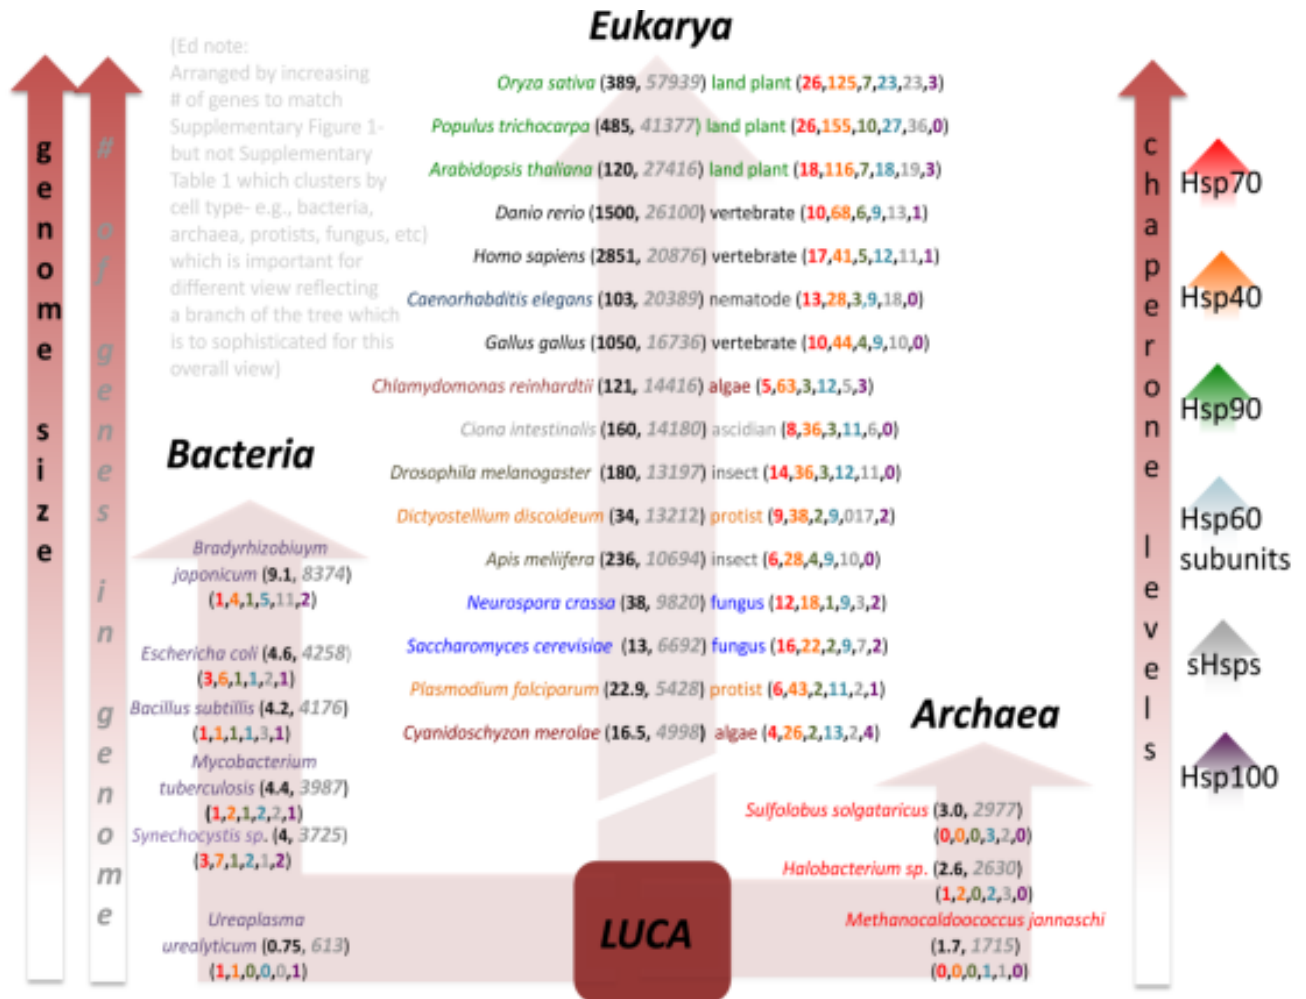 Eukarya
(Ed note:
Arranged by increasing
# of genes to match
Supplementary Figure 1-
but not Supplementary
Table 1 which clusters by
cell type- e.g., bacteria,
archaea, protists, fungus, etc)
which is important for
different view reflecting
a branch of the tree which
is to sophisticated for this
overall view)
genome size
# of genes in genome
Oryza sativa (389, 57939) land plant (26,125,7,23,23,3)
Populus trichocarpa (485, 41377) land plant (26,155,10,27,36,0)
Arabidopsis thaliana (120, 27416) land plant (18,116,7,18,19,3)
Danio rerio (1500, 26100) vertebrate (10,68,6,9,13,1)
Homo sapiens (2851, 20876) vertebrate (17,41,5,12,11,1)
Caenorhabditis elegans (103, 20389) nematode (13,28,3,9,18,0)
Gallus gallus (1050, 16736) vertebrate (10,44,4,9,10,0)
Chlamydomonas reinhardtii (121, 14416) algae (5,63,3,12,5,3)
Ciona intestinalis (160, 14180) ascidian (8,36,3,11,6,0)
Drosophila melanogaster (180, 13197) insect (14,36,3,12,11,0)
Dictyostellium discoideum (34, 13212) protist (9,38,2,9,017,2)
Apis meliifera (236, 10694) insect (6,28,4,9,10,0)
Neurospora crassa (38, 9820) fungus (12,18,1,9,3,2)
Saccharomyces cerevisiae (13, 6692) fungus (16,22,2,9,7,2)
Plasmodium falciparum (22.9, 5428) protist (6,43,2,11,2,1)
Cyanidoschyzon merolae (16.5, 4998) algae (4,26,2,13,2,4)
Bacteria
Bradyrhizobiuym
japonicum (9.1, 8374)
(1,4,1,5,11,2)
Escherichia coli (4.6, 4258)
(3,6,1,1,2,1)
Bacillus subtillis (4.2, 4176)
(1,1,1,1,3,1)
Mycobacterium
tuberculosis (4.4, 3987)
(1,2,1,2,2,1)
Synechocystis sp. (4, 3725)
(3,7,1,2,1,2)
Ureaplasma
urealyticum (0.75, 613)
(1,1,0,0,0,1)
LUCA
Archaea
Sulfolobus solgataricus (3.0, 2977)
(0,0,0,3,2,0)
Halobacterium sp. (2.6, 2630)
(1,2,0,2,3,0)
Methanocaldoococcus jannaschi
(1.7, 1715)
(0,0,0,1,1,0)
chaperone levels
Hsp70
Hsp40
Hsp90
Hsp60
subunits
sHsps
Hsp100